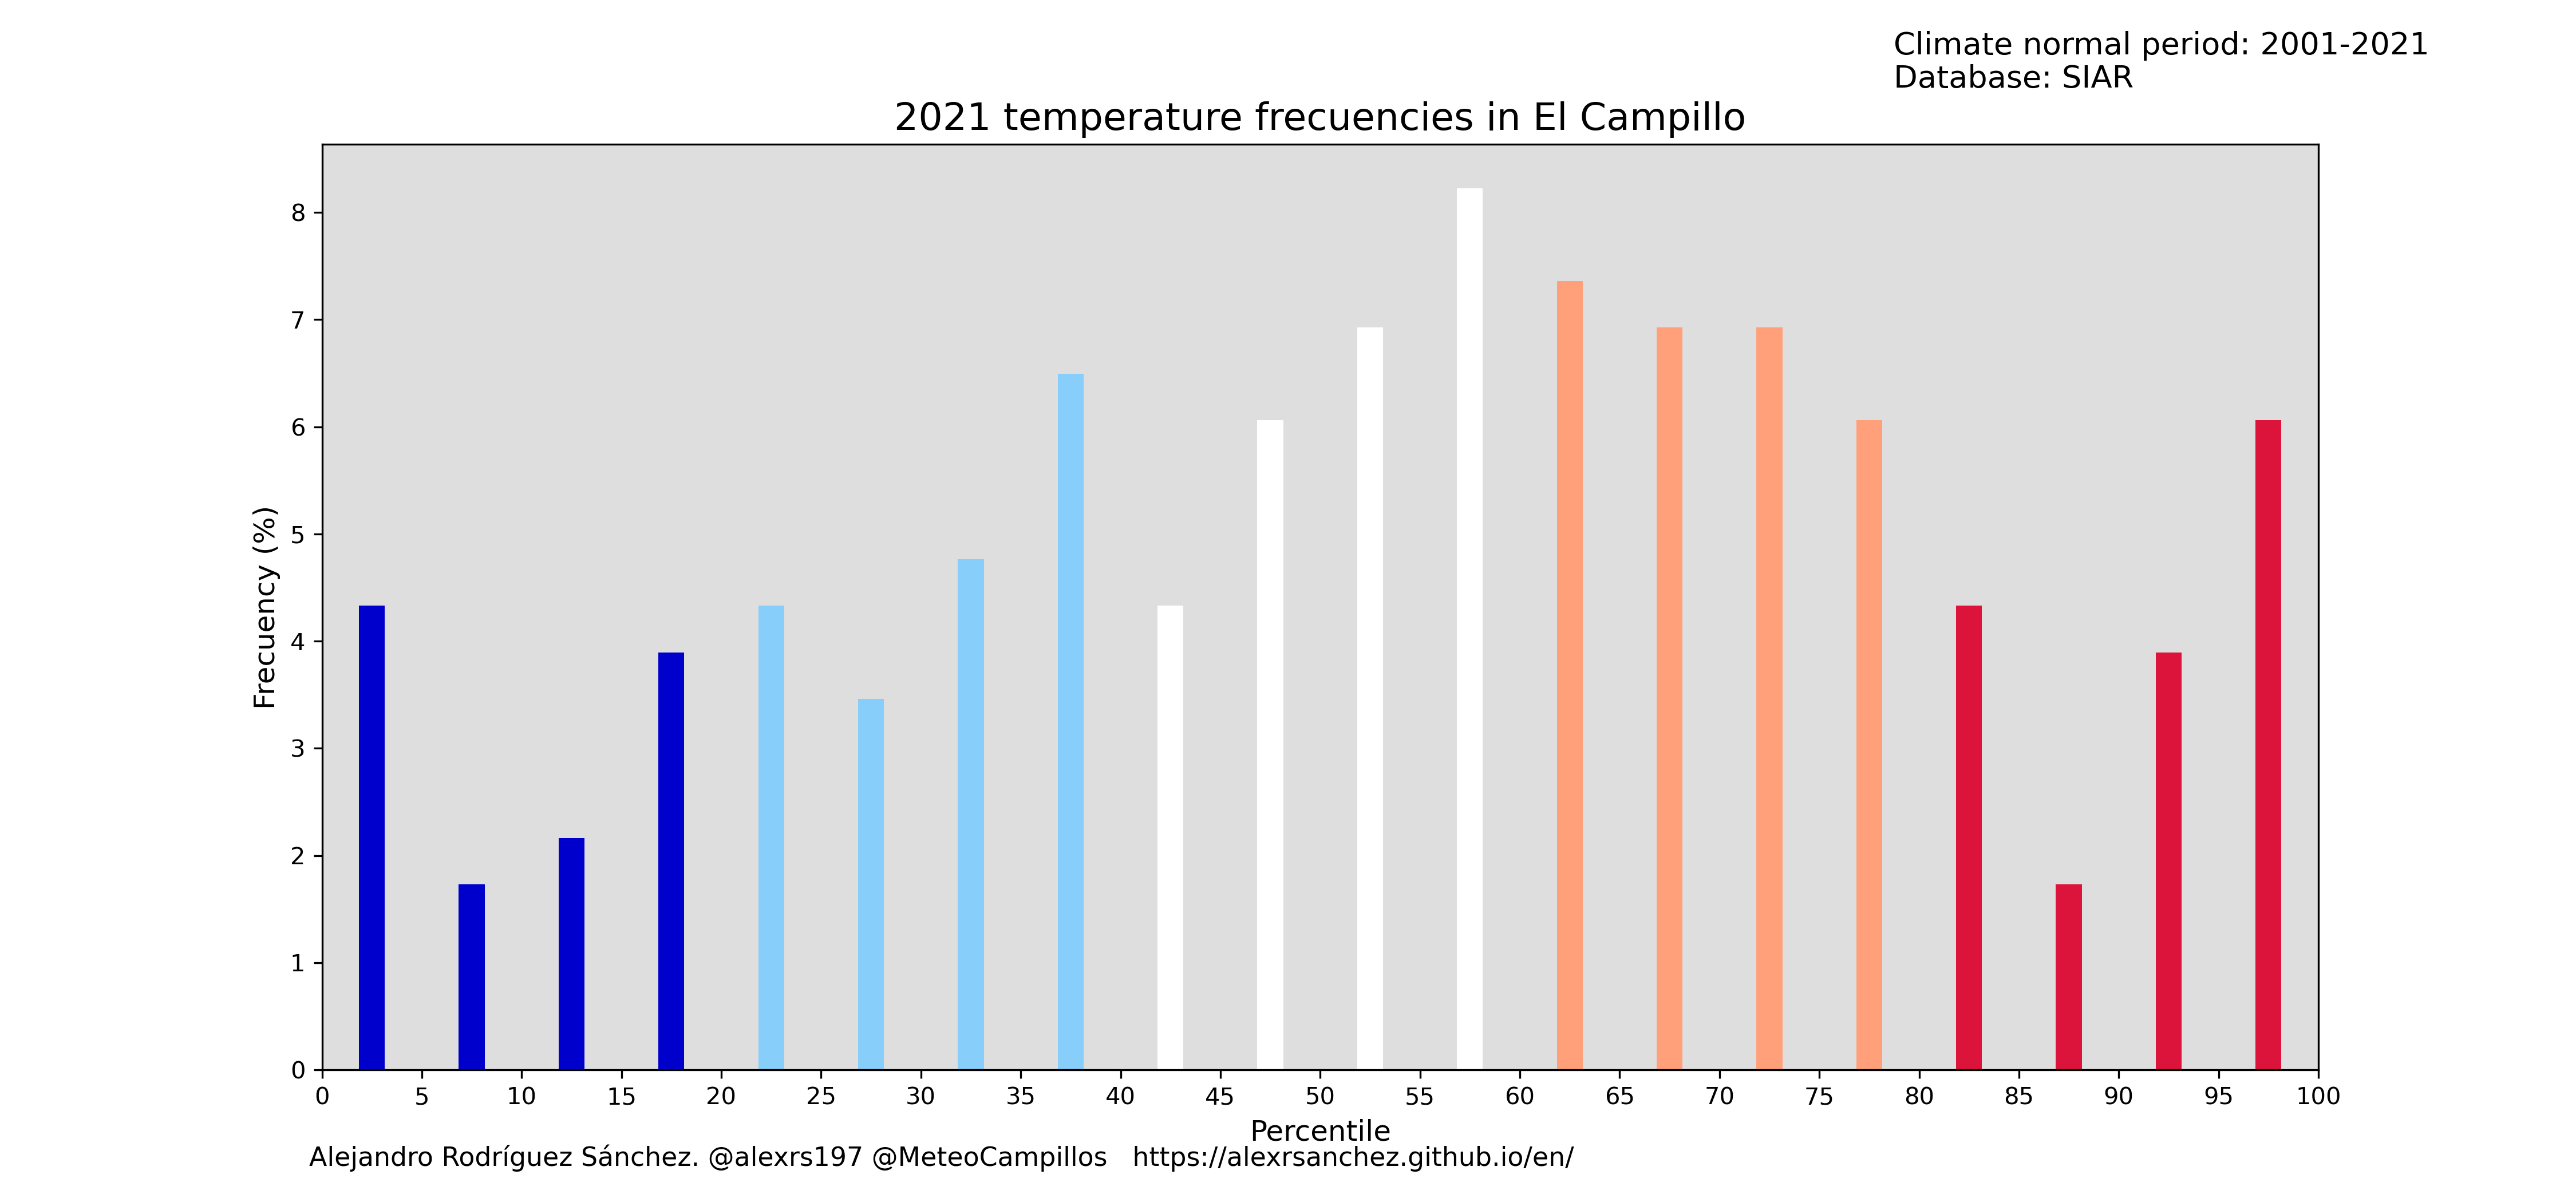 Climate normal period: 2001-2021
Database: SIAR
2021 temperature frecuencies in El Campillo
Frecuency (%)
8
7
6
5
4
3
2
1
0
0 5 10 15 20 25 30 35 40 45 50 55 60 65 70 75 80 85 90 95 100
Percentile
Alejandro Rodríguez Sánchez. @alexrs197 @MeteoCampillos https://alexrsanchez.github.io/en/